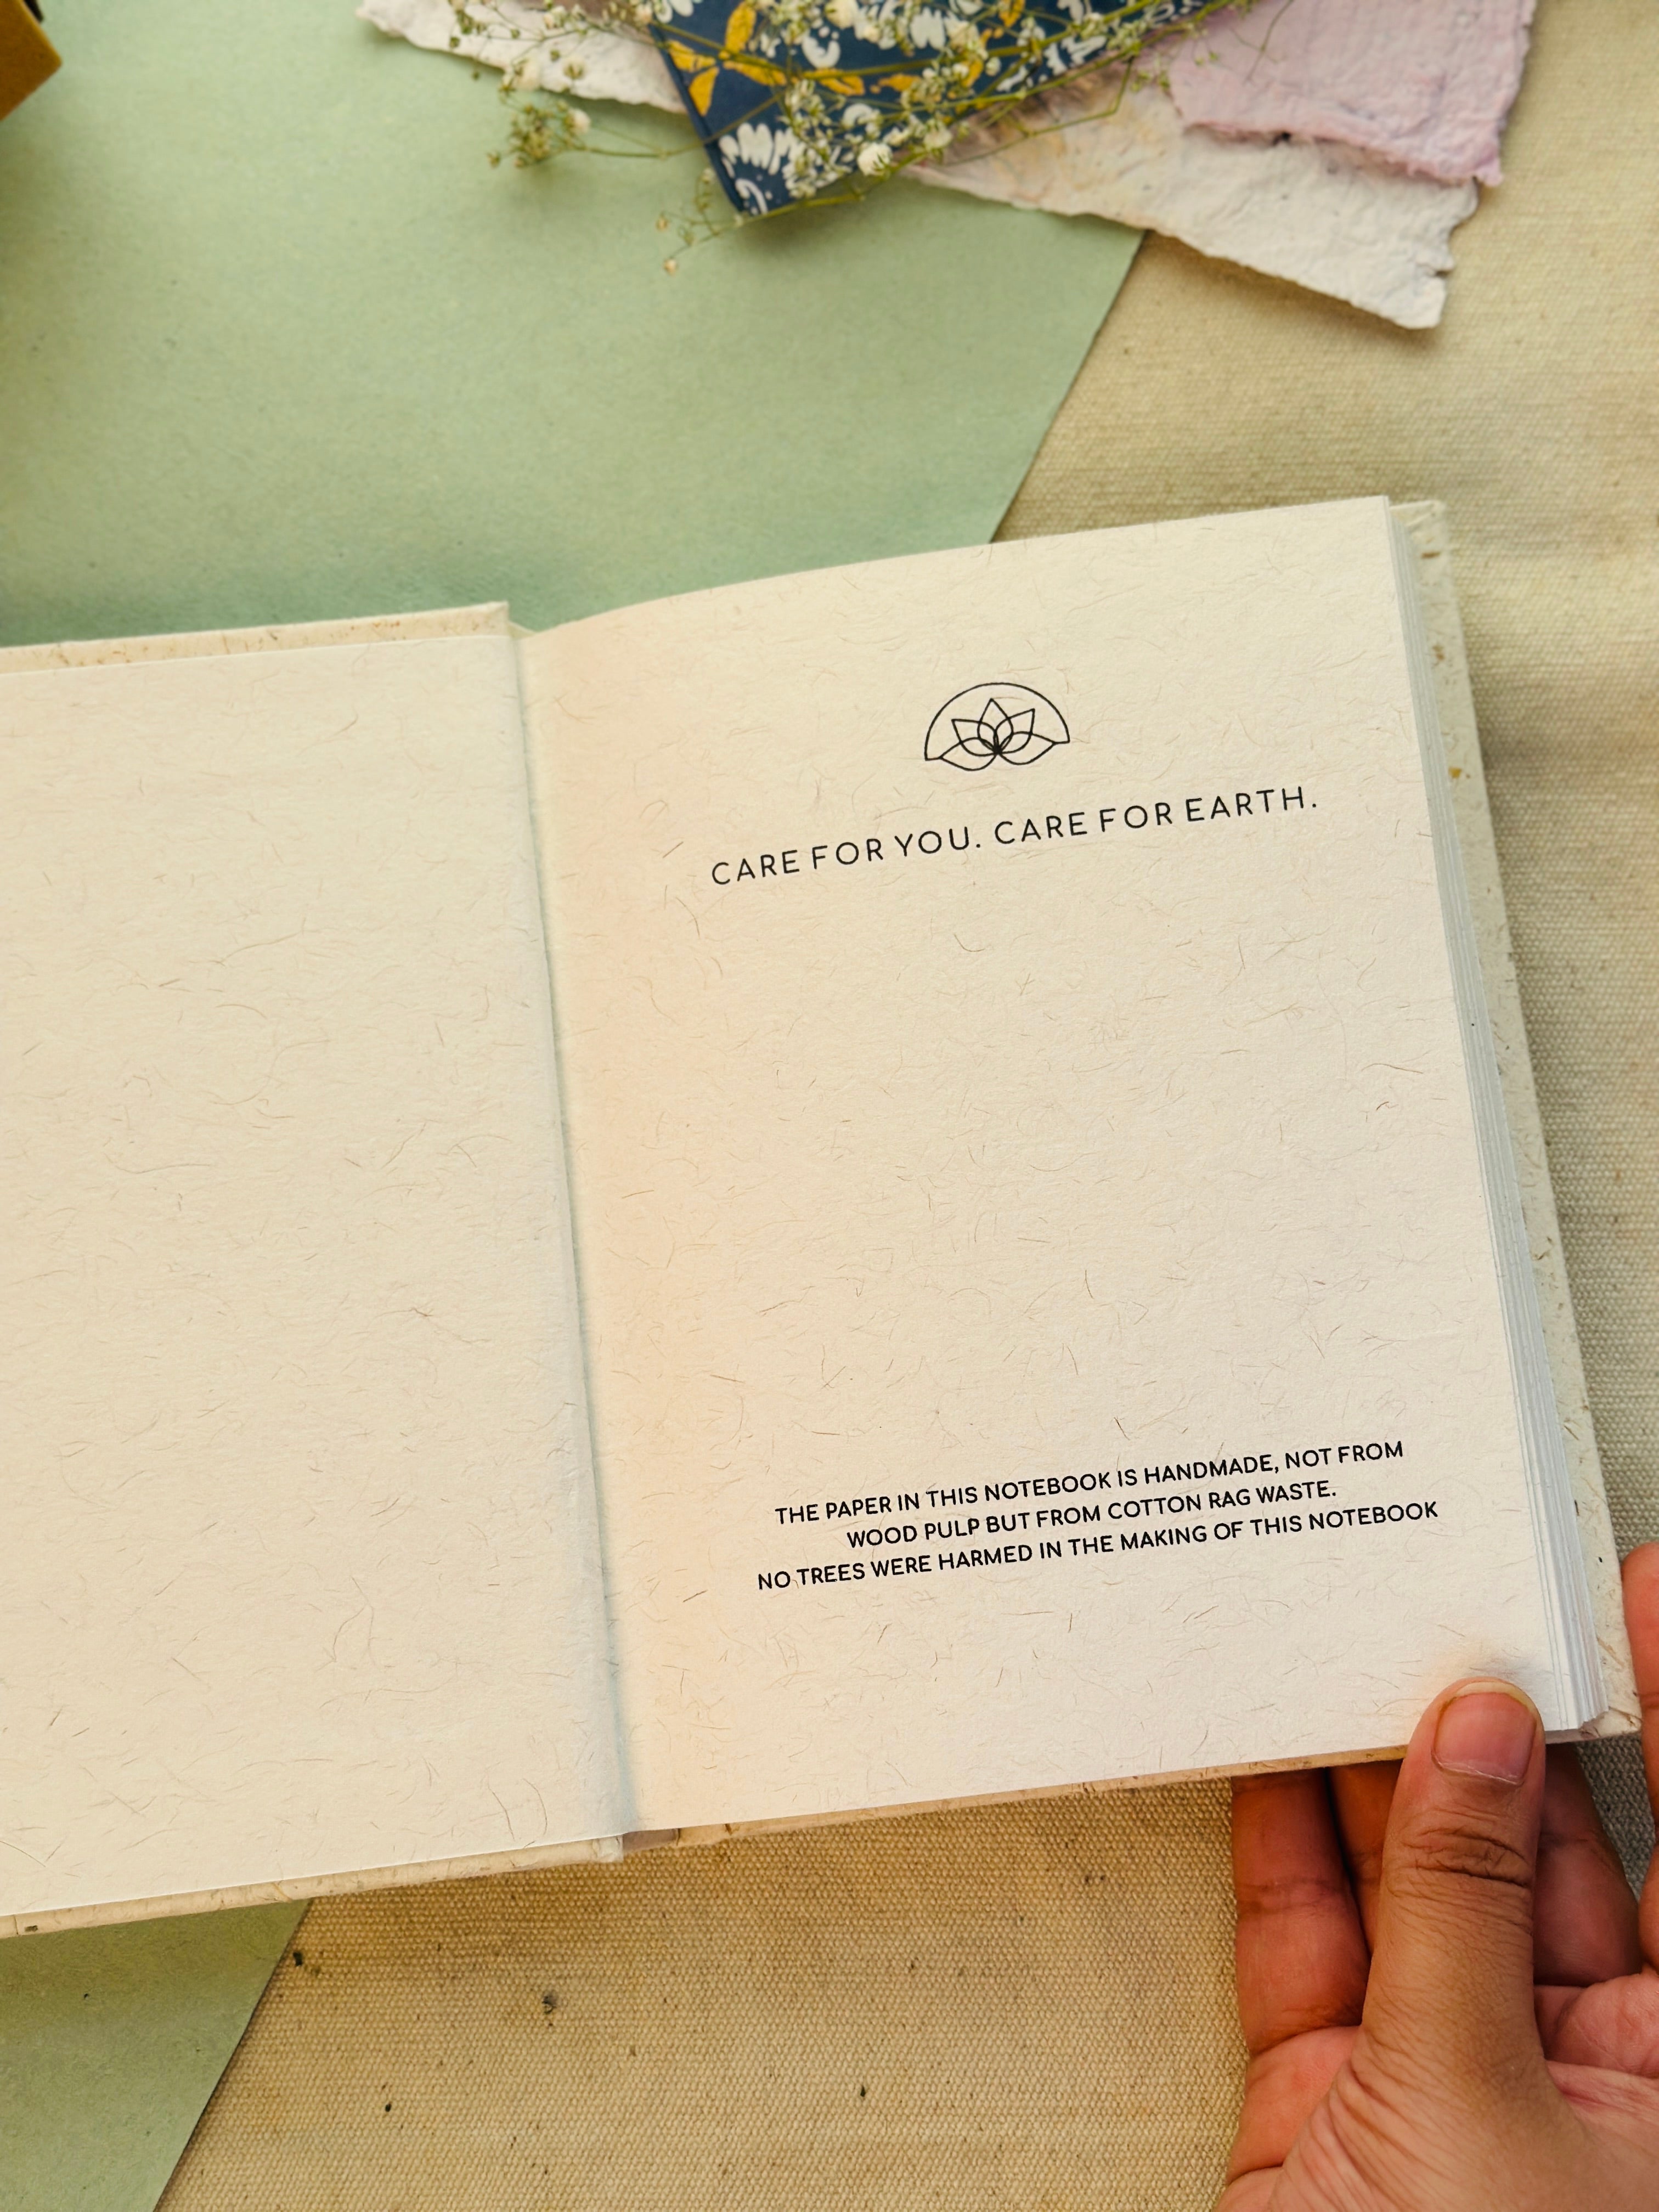 CARE FOR YOU. CARE FOR EARTH.
THE PAPER IN THIS NOTEBOOK IS HANDMADE, NOT FROM
WOOD PULP BUT FROM COTTON RAG WASTE.
NO TREES WERE HARMED IN THE MAKING OF THIS NOTEBOOK